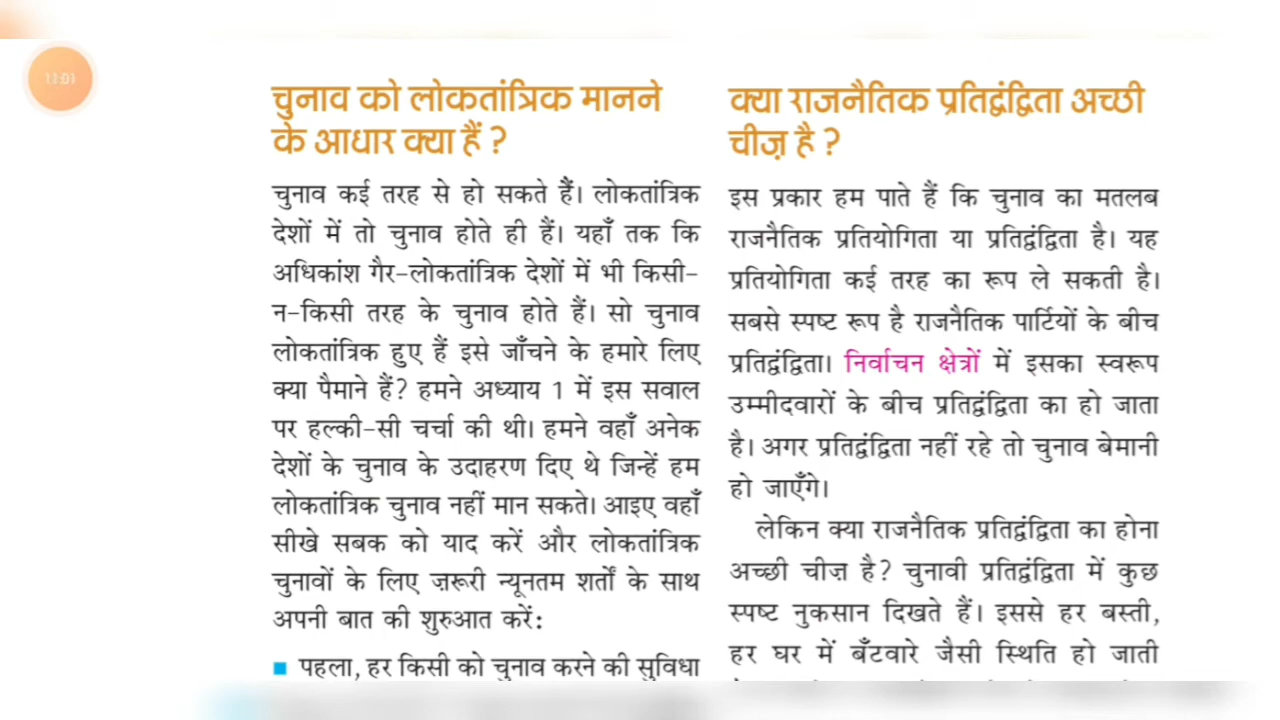 11:01
चुनाव को लोकतांत्रिक मानने
के आधार क्या हैं ?
चुनाव कई तरह से हो सकते हैं। लोकतांत्रिक
देशों में तो चुनाव होते ही हैं। यहाँ तक कि
अधिकांश गैर-लोकतांत्रिक देशों में भी किसी-
न-किसी तरह के चुनाव होते हैं। सो चुनाव
लोकतांत्रिक हुए हैं इसे जाँचने के हमारे लिए
क्या पैमाने हैं? हमने अध्याय 1 में इस सवाल
पर हल्की-सी चर्चा की थी। हमने वहाँ अनेक
देशों के चुनाव के उदाहरण दिए थे जिन्हें हम
लोकतांत्रिक चुनाव नहीं मान सकते। आइए वहाँ
सीखे सबक को याद करें और लोकतांत्रिक
चुनावों के लिए ज़रूरी न्यूनतम शर्तों के साथ
अपनी बात की शुरुआत करें:
■ पहला, हर किसी को चुनाव करने की सुविधा
क्या राजनैतिक प्रतिद्वंद्विता अच्छी
चीज़ है ?
इस प्रकार हम पाते हैं कि चुनाव का मतलब
राजनैतिक प्रतियोगिता या प्रतिद्वंद्विता है। यह
प्रतियोगिता कई तरह का रूप ले सकती है।
सबसे स्पष्ट रूप है राजनैतिक पार्टियों के बीच
प्रतिद्वंद्विता। निर्वाचन क्षेत्रों में इसका स्वरूप
उम्मीदवारों के बीच प्रतिद्वंद्विता का हो जाता
है। अगर प्रतिद्वंद्विता नहीं रहे तो चुनाव बेमानी
हो जाएँगे।
लेकिन क्या राजनैतिक प्रतिद्वंद्विता का होना
अच्छी चीज़ है? चुनावी प्रतिद्वंद्विता में कुछ
स्पष्ट नुकसान दिखते हैं। इससे हर बस्ती,
हर घर में बँटवारे जैसी स्थिति हो जाती